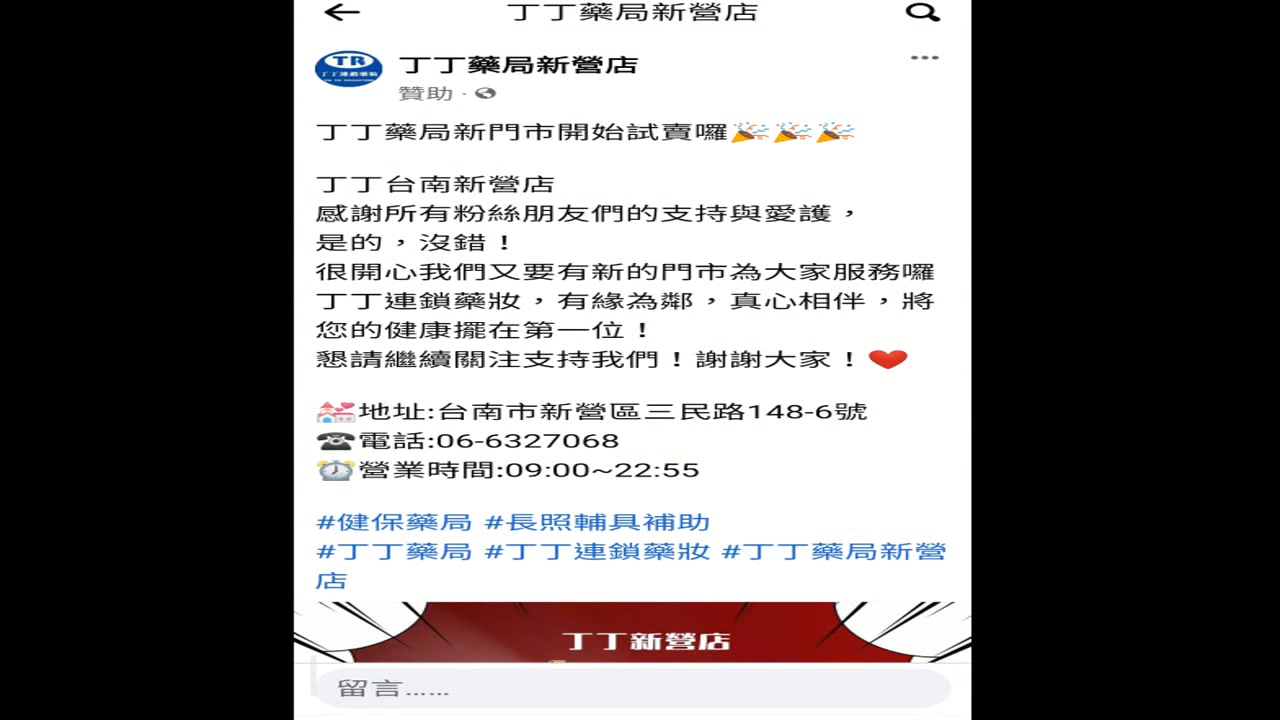 丁丁藥局新營店
TR
丁丁藥局新營店
贊助 ·
丁丁藥局新門市開始試賣囉🎉🎉🎉
丁丁台南新營店
感謝所有粉絲朋友們的支持與愛護，
是的，沒錯！
很開心我們又要有新的門市為大家服務囉
丁丁連鎖藥妝，有緣為鄰，真心相伴，將
您的健康擺在第一位！
懇請繼續關注支持我們！謝謝大家！❤️
💒地址:台南市新營區三民路148-6號
☎️電話:06-6327068
⏰營業時間:09:00~22:55
#健保藥局 #長照輔具補助
#丁丁藥局 #丁丁連鎖藥妝 #丁丁藥局新營
店
丁丁新營店
留言......